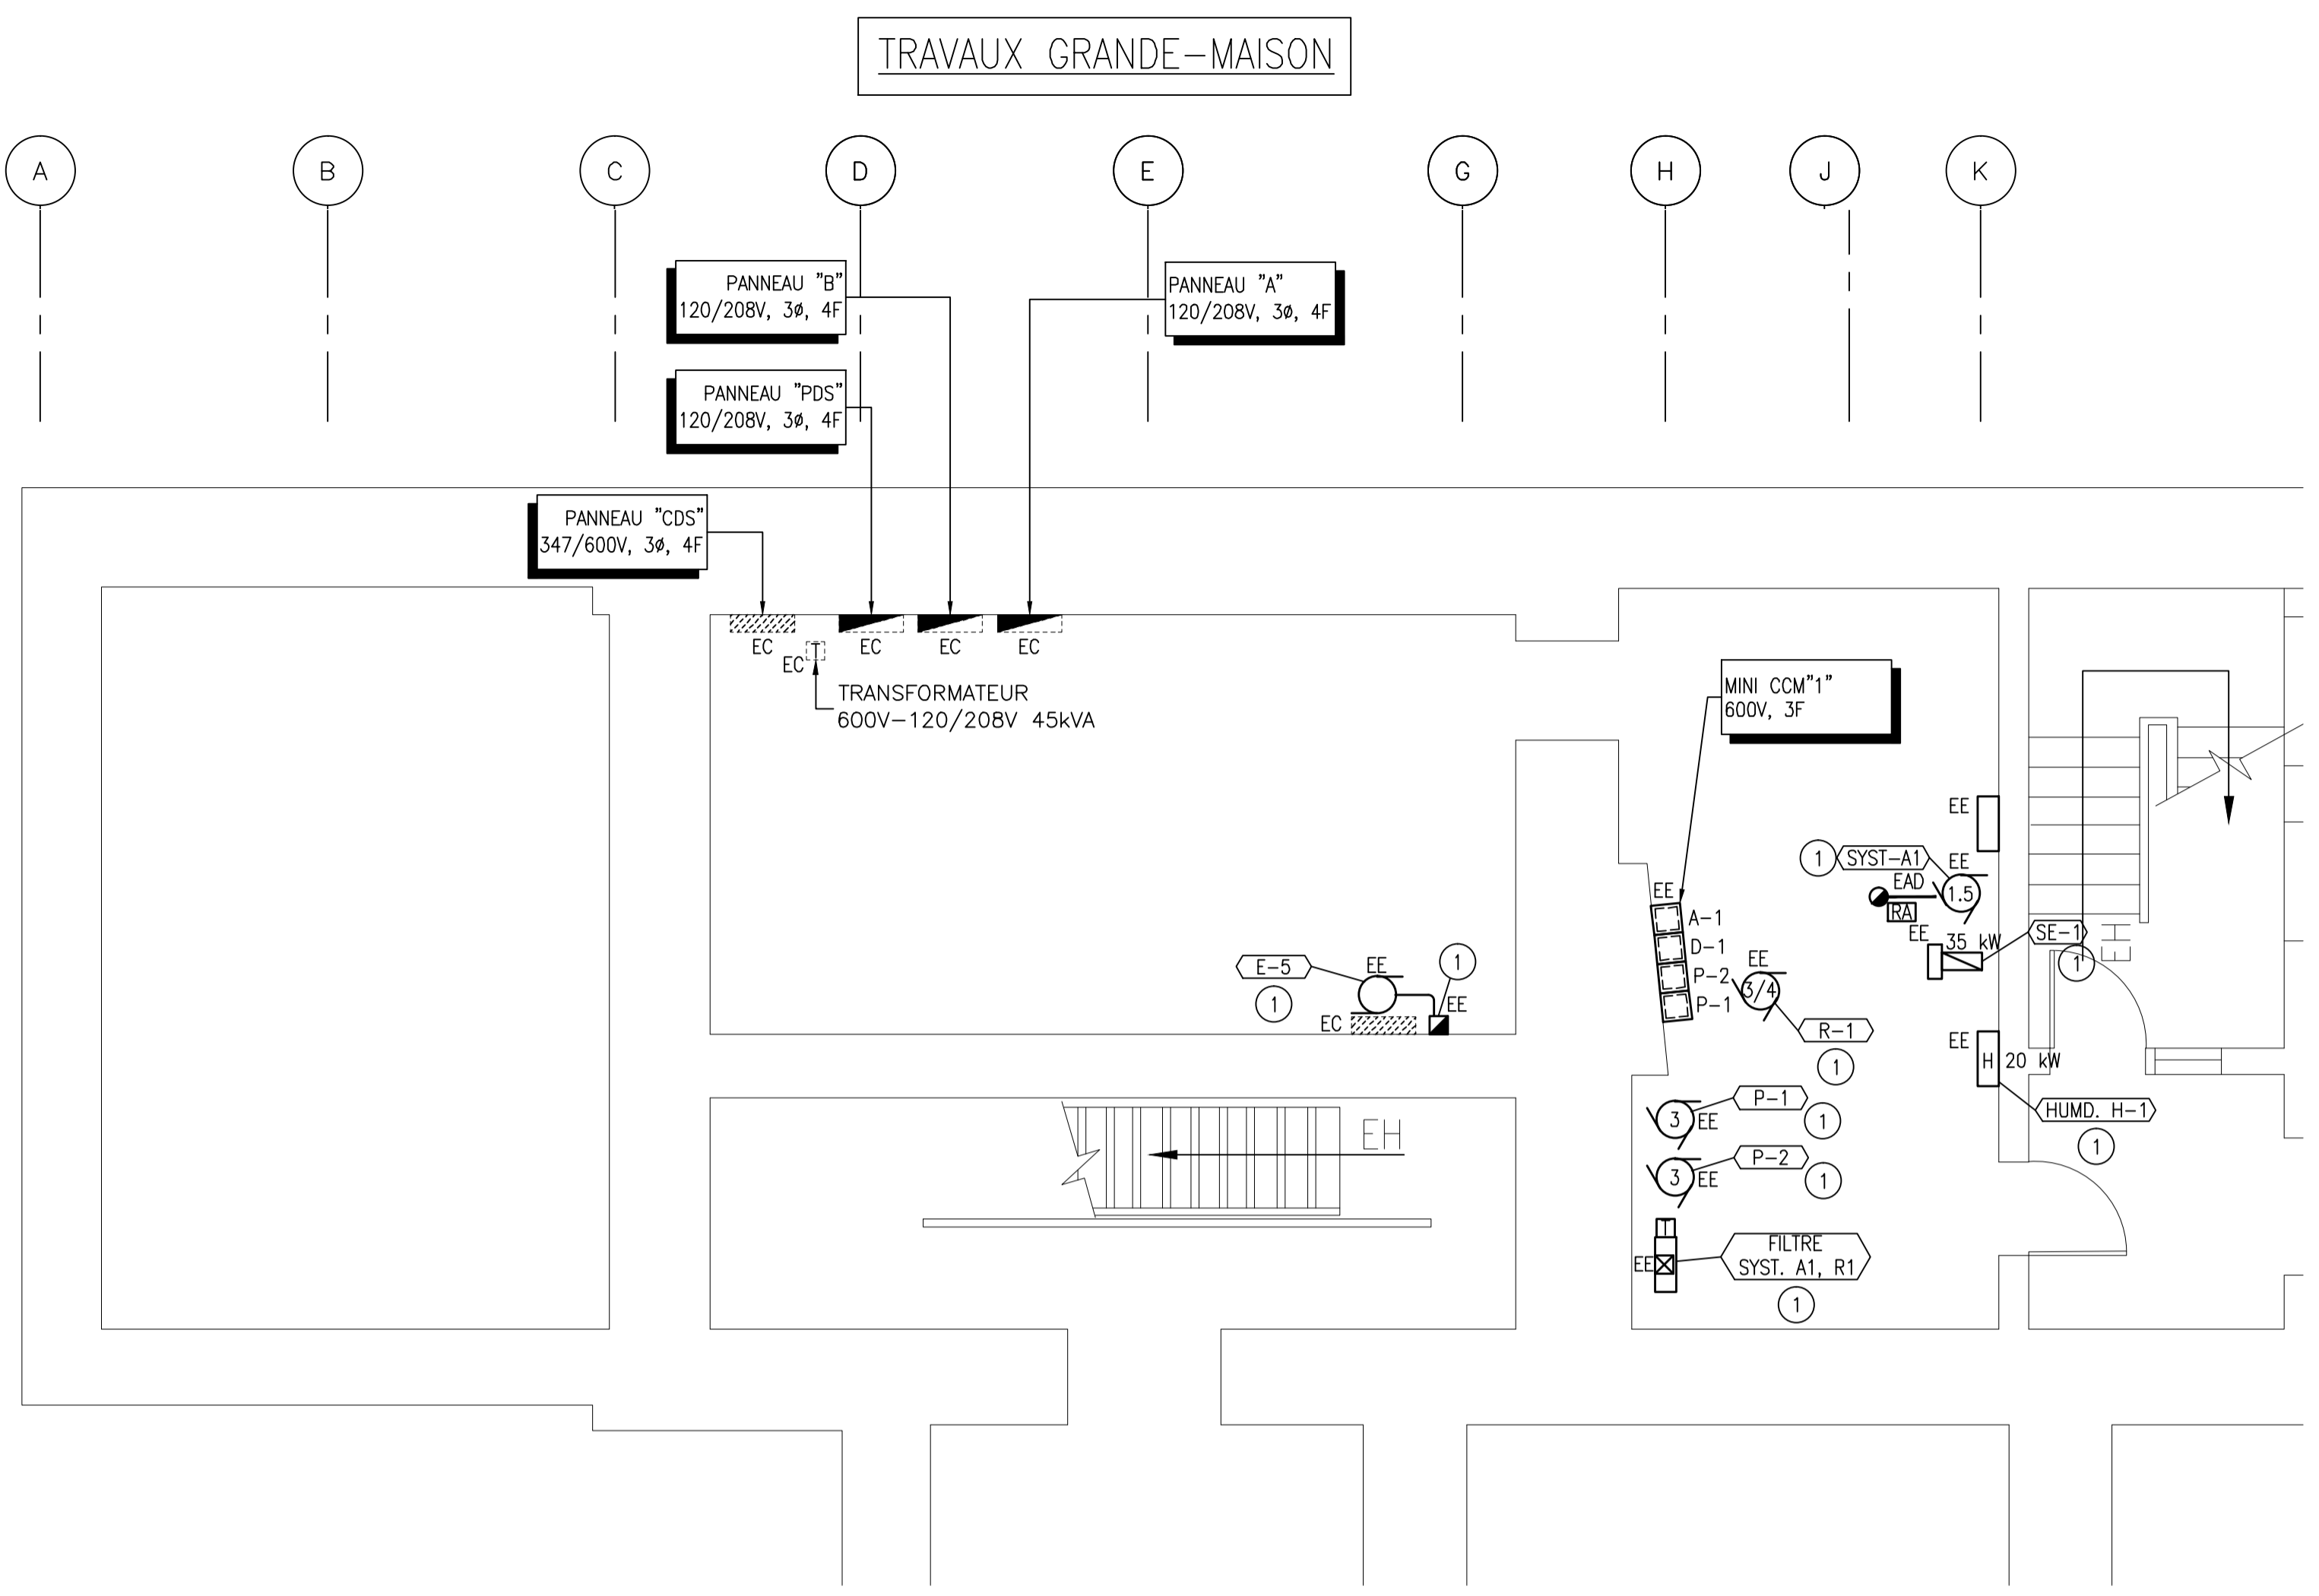 TRAVAUX GRANDE-MAISON
A
B
C
D
E
G
H
J
K
PANNEAU "B"
120/208V, 3ø, 4F
PANNEAU "A"
120/208V, 3ø, 4F
PANNEAU "PDS"
120/208V, 3ø, 4F
PANNEAU "CDS"
347/600V, 3ø, 4F
EC
EC
EC
EC
EC
T
TRANSFORMATEUR
600V-120/208V 45kVA
MINI CCM"1"
600V, 3F
EE
1
SYST-A1
EE
EAD
1.5
RA
EE
A-1
D-1
P-2
P-1
EE
35 kW
SE-1
1
EH
E-5
1
EE
1
EE
EC
EE
3/4
R-1
1
EE
H
20 kW
HUMD. H-1
1
P-1
1
3
EE
P-2
1
3
EE
EH
T
EE
FILTRE
SYST. A1, R1
1